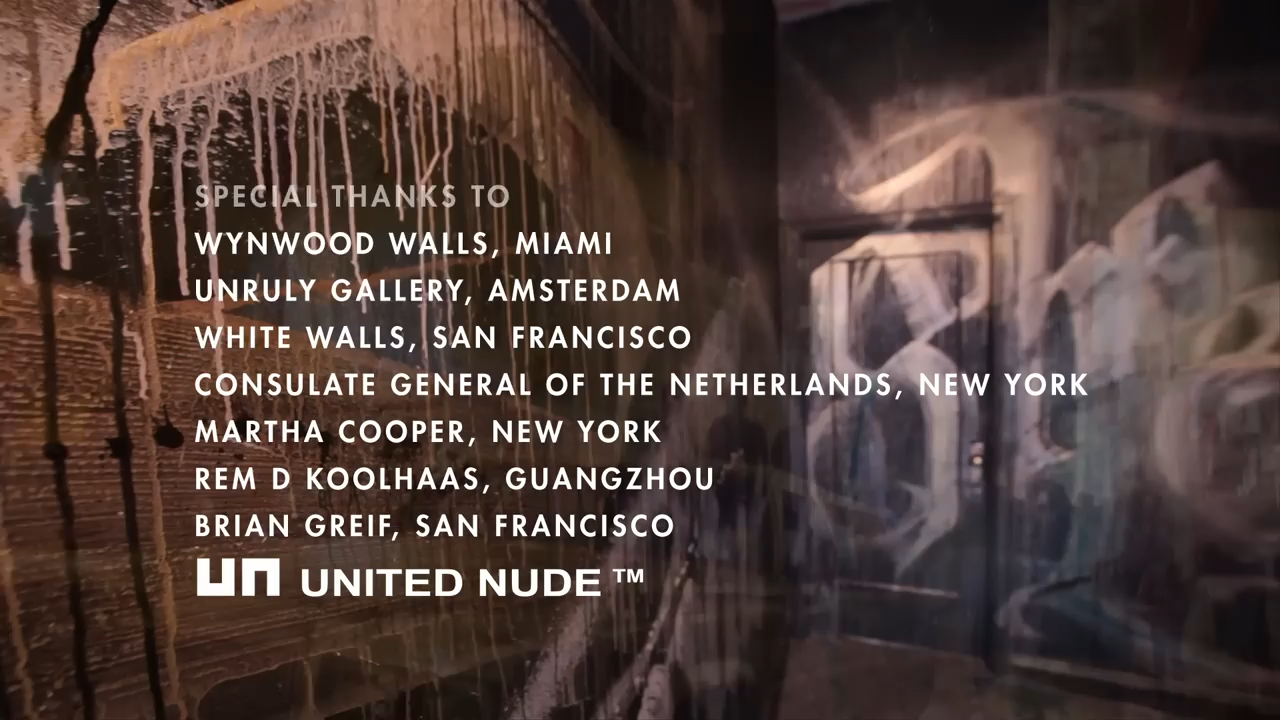 SPECIAL THANKS TO
WYNWOOD WALLS, MIAMI
UNRULY GALLERY, AMSTERDAM
WHITE WALLS, SAN FRANCISCO
CONSULATE GENERAL OF THE NETHERLANDS, NEW YORK
MARTHA COOPER, NEW YORK
REM D KOOLHAAS, GUANGZHOU
BRIAN GREIF, SAN FRANCISCO
un UNITED NUDE ™